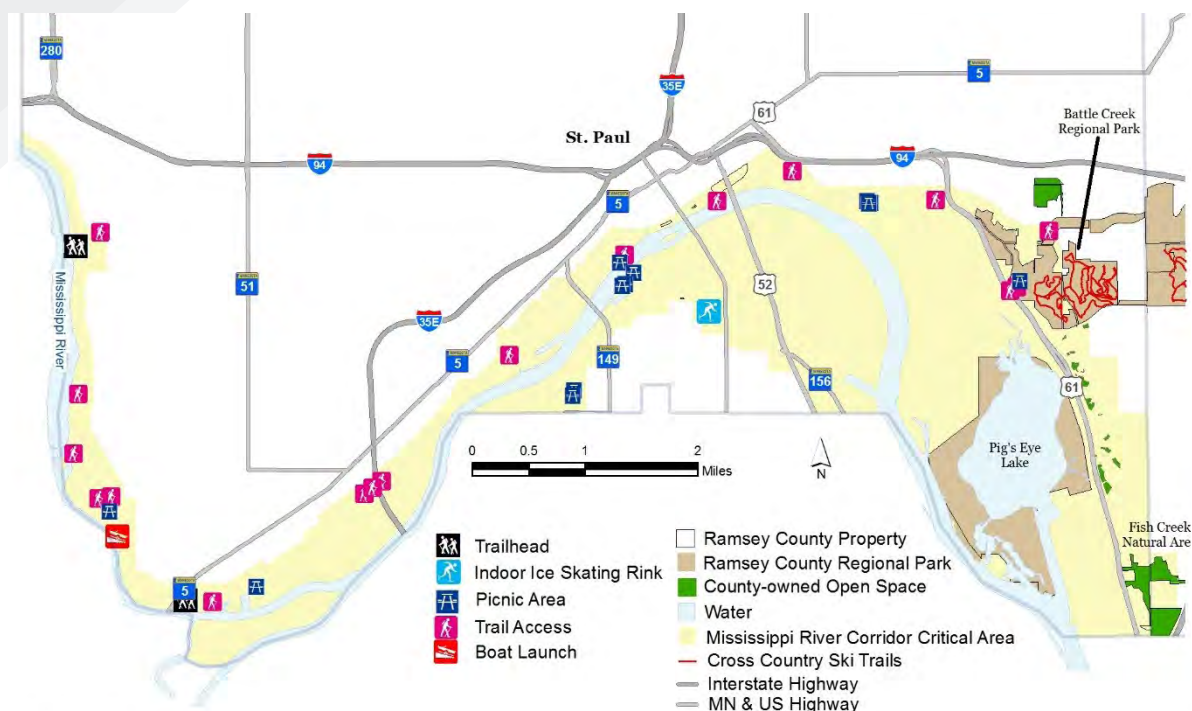 280
35E
5
61
Battle Creek
Regional Park
St. Paul
94
94
5
Mississippi River
51
52
35E
149
5
156
61
0 0.5 1 2
Miles
N
Pig's Eye
Lake
5
Fish Creek
Natural Area
Trailhead
Indoor Ice Skating Rink
Picnic Area
Trail Access
Boat Launch
Ramsey County Property
Ramsey County Regional Park
County-owned Open Space
Water
Mississippi River Corridor Critical Area
Cross Country Ski Trails
Interstate Highway
MN & US Highway